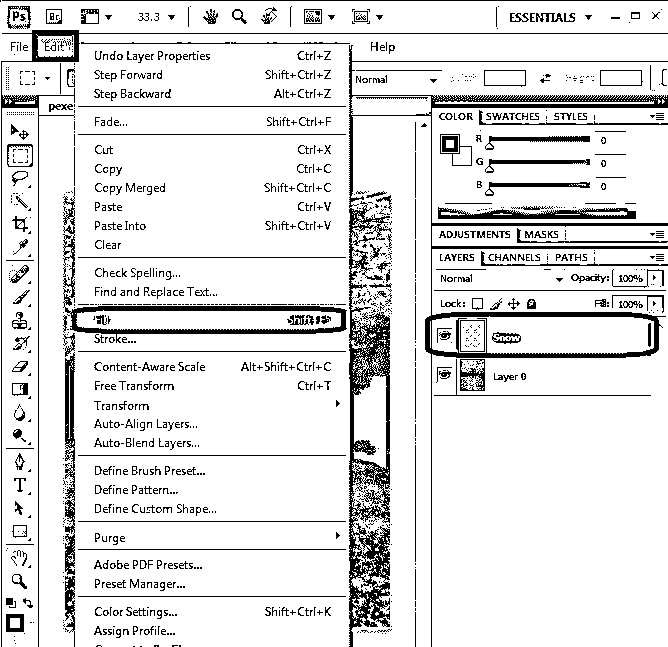 Ps Br 33.3 ESSENTIALS
File Edit Help
Normal
pexe
Undo Layer Properties Ctrl+Z
Step Forward Shift+Ctrl+Z
Step Backward Alt+Ctrl+Z
Fade... Shift+Ctrl+F
Cut Ctrl+X
Copy Ctrl+C
Copy Merged Shift+Ctrl+C
Paste Ctrl+V
Paste Into Shift+Ctrl+V
Clear
Check Spelling...
Find and Replace Text...
Stroke...
Content-Aware Scale Alt+Shift+Ctrl+C
Free Transform Ctrl+T
Transform
Auto-Align Layers...
Auto-Blend Layers...
Define Brush Preset...
Define Pattern...
Define Custom Shape...
Purge
Adobe PDF Presets...
Preset Manager...
Color Settings... Shift+Ctrl+K
Assign Profile...
COLOR SWATCHES STYLES
R 0
G 0
B 0
ADJUSTMENTS MASKS
LAYERS CHANNELS PATHS
Normal Opacity: 100%
Lock: Fill: 100%
Snow
Layer 0